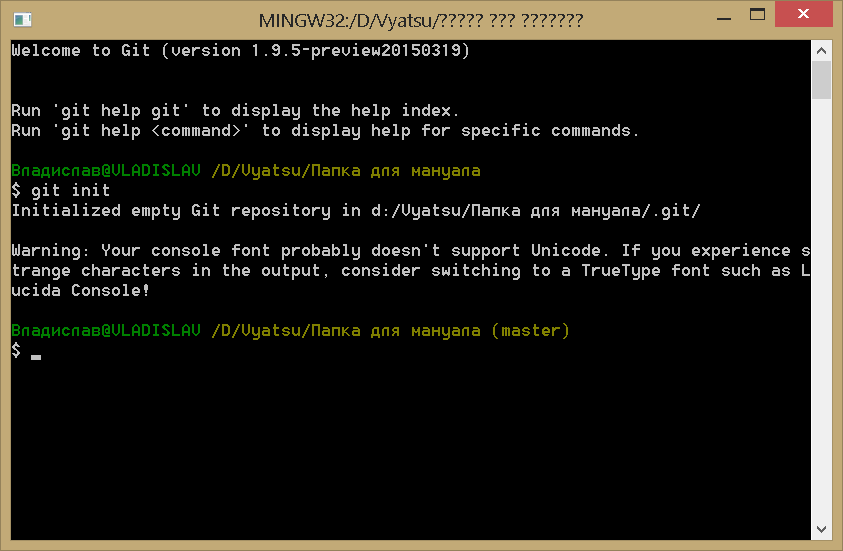 MINGW32:/D/Vyatsu/????? ??? ???????
Welcome to Git (version 1.9.5-preview20150319)
Run 'git help git' to display the help index.
Run 'git help <command>' to display help for specific commands.
Владислав@VLADISLAV /D/Vyatsu/Папка для мануала
$ git init
Initialized empty Git repository in d:/Vyatsu/Папка для мануала/.git/
Warning: Your console font probably doesn't support Unicode. If you experience s
trange characters in the output, consider switching to a TrueType font such as L
ucida Console!
Владислав@VLADISLAV /D/Vyatsu/Папка для мануала (master)
$